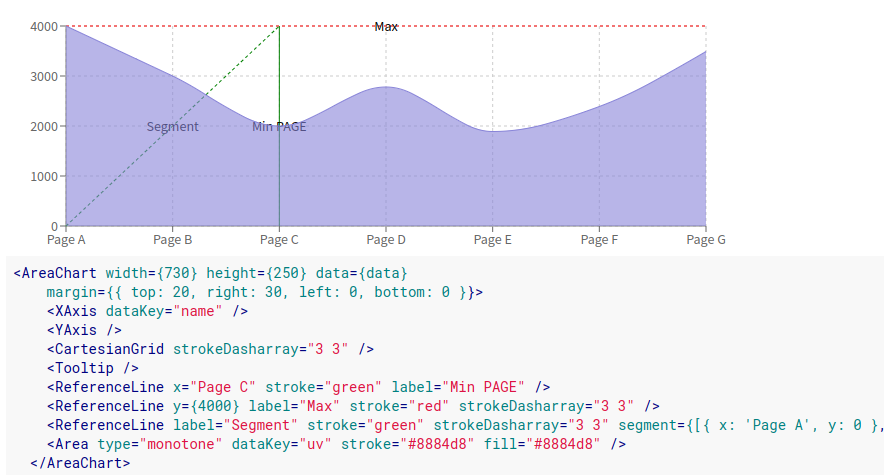 4000
Max
3000
2000
Segment
Min PAGE
1000
0
Page A Page B Page C Page D Page E Page F Page G
<AreaChart width={730} height={250} data={data}
margin={{ top: 20, right: 30, left: 0, bottom: 0 }}>
<XAxis dataKey="name" />
<YAxis />
<CartesianGrid strokeDasharray="3 3" />
<Tooltip />
<ReferenceLine x="Page C" stroke="green" label="Min PAGE" />
<ReferenceLine y={4000} label="Max" stroke="red" strokeDasharray="3 3" />
<ReferenceLine label="Segment" stroke="green" strokeDasharray="3 3" segment={[{ x: 'Page A', y: 0 },
<Area type="monotone" dataKey="uv" stroke="#8884d8" fill="#8884d8" />
</AreaChart>